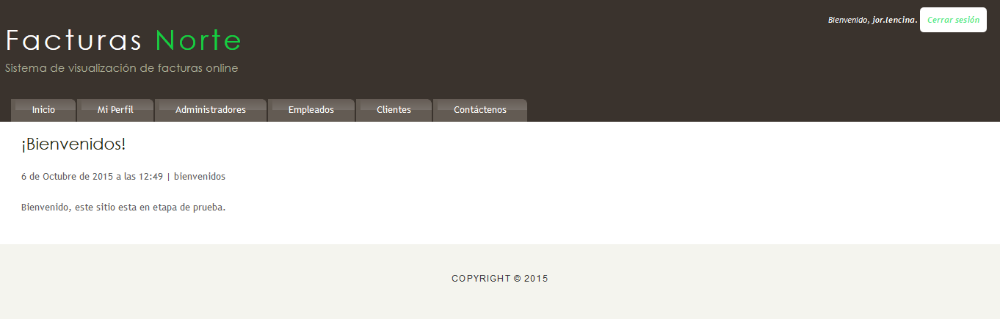 Bienvenido, jor.lencina. Cerrar sesión
Facturas Norte
Sistema de visualización de facturas online
Inicio Mi Perfil Administradores Empleados Clientes Contáctenos
¡Bienvenidos!
6 de Octubre de 2015 a las 12:49 | bienvenidos
Bienvenido, este sitio esta en etapa de prueba.
COPYRIGHT © 2015